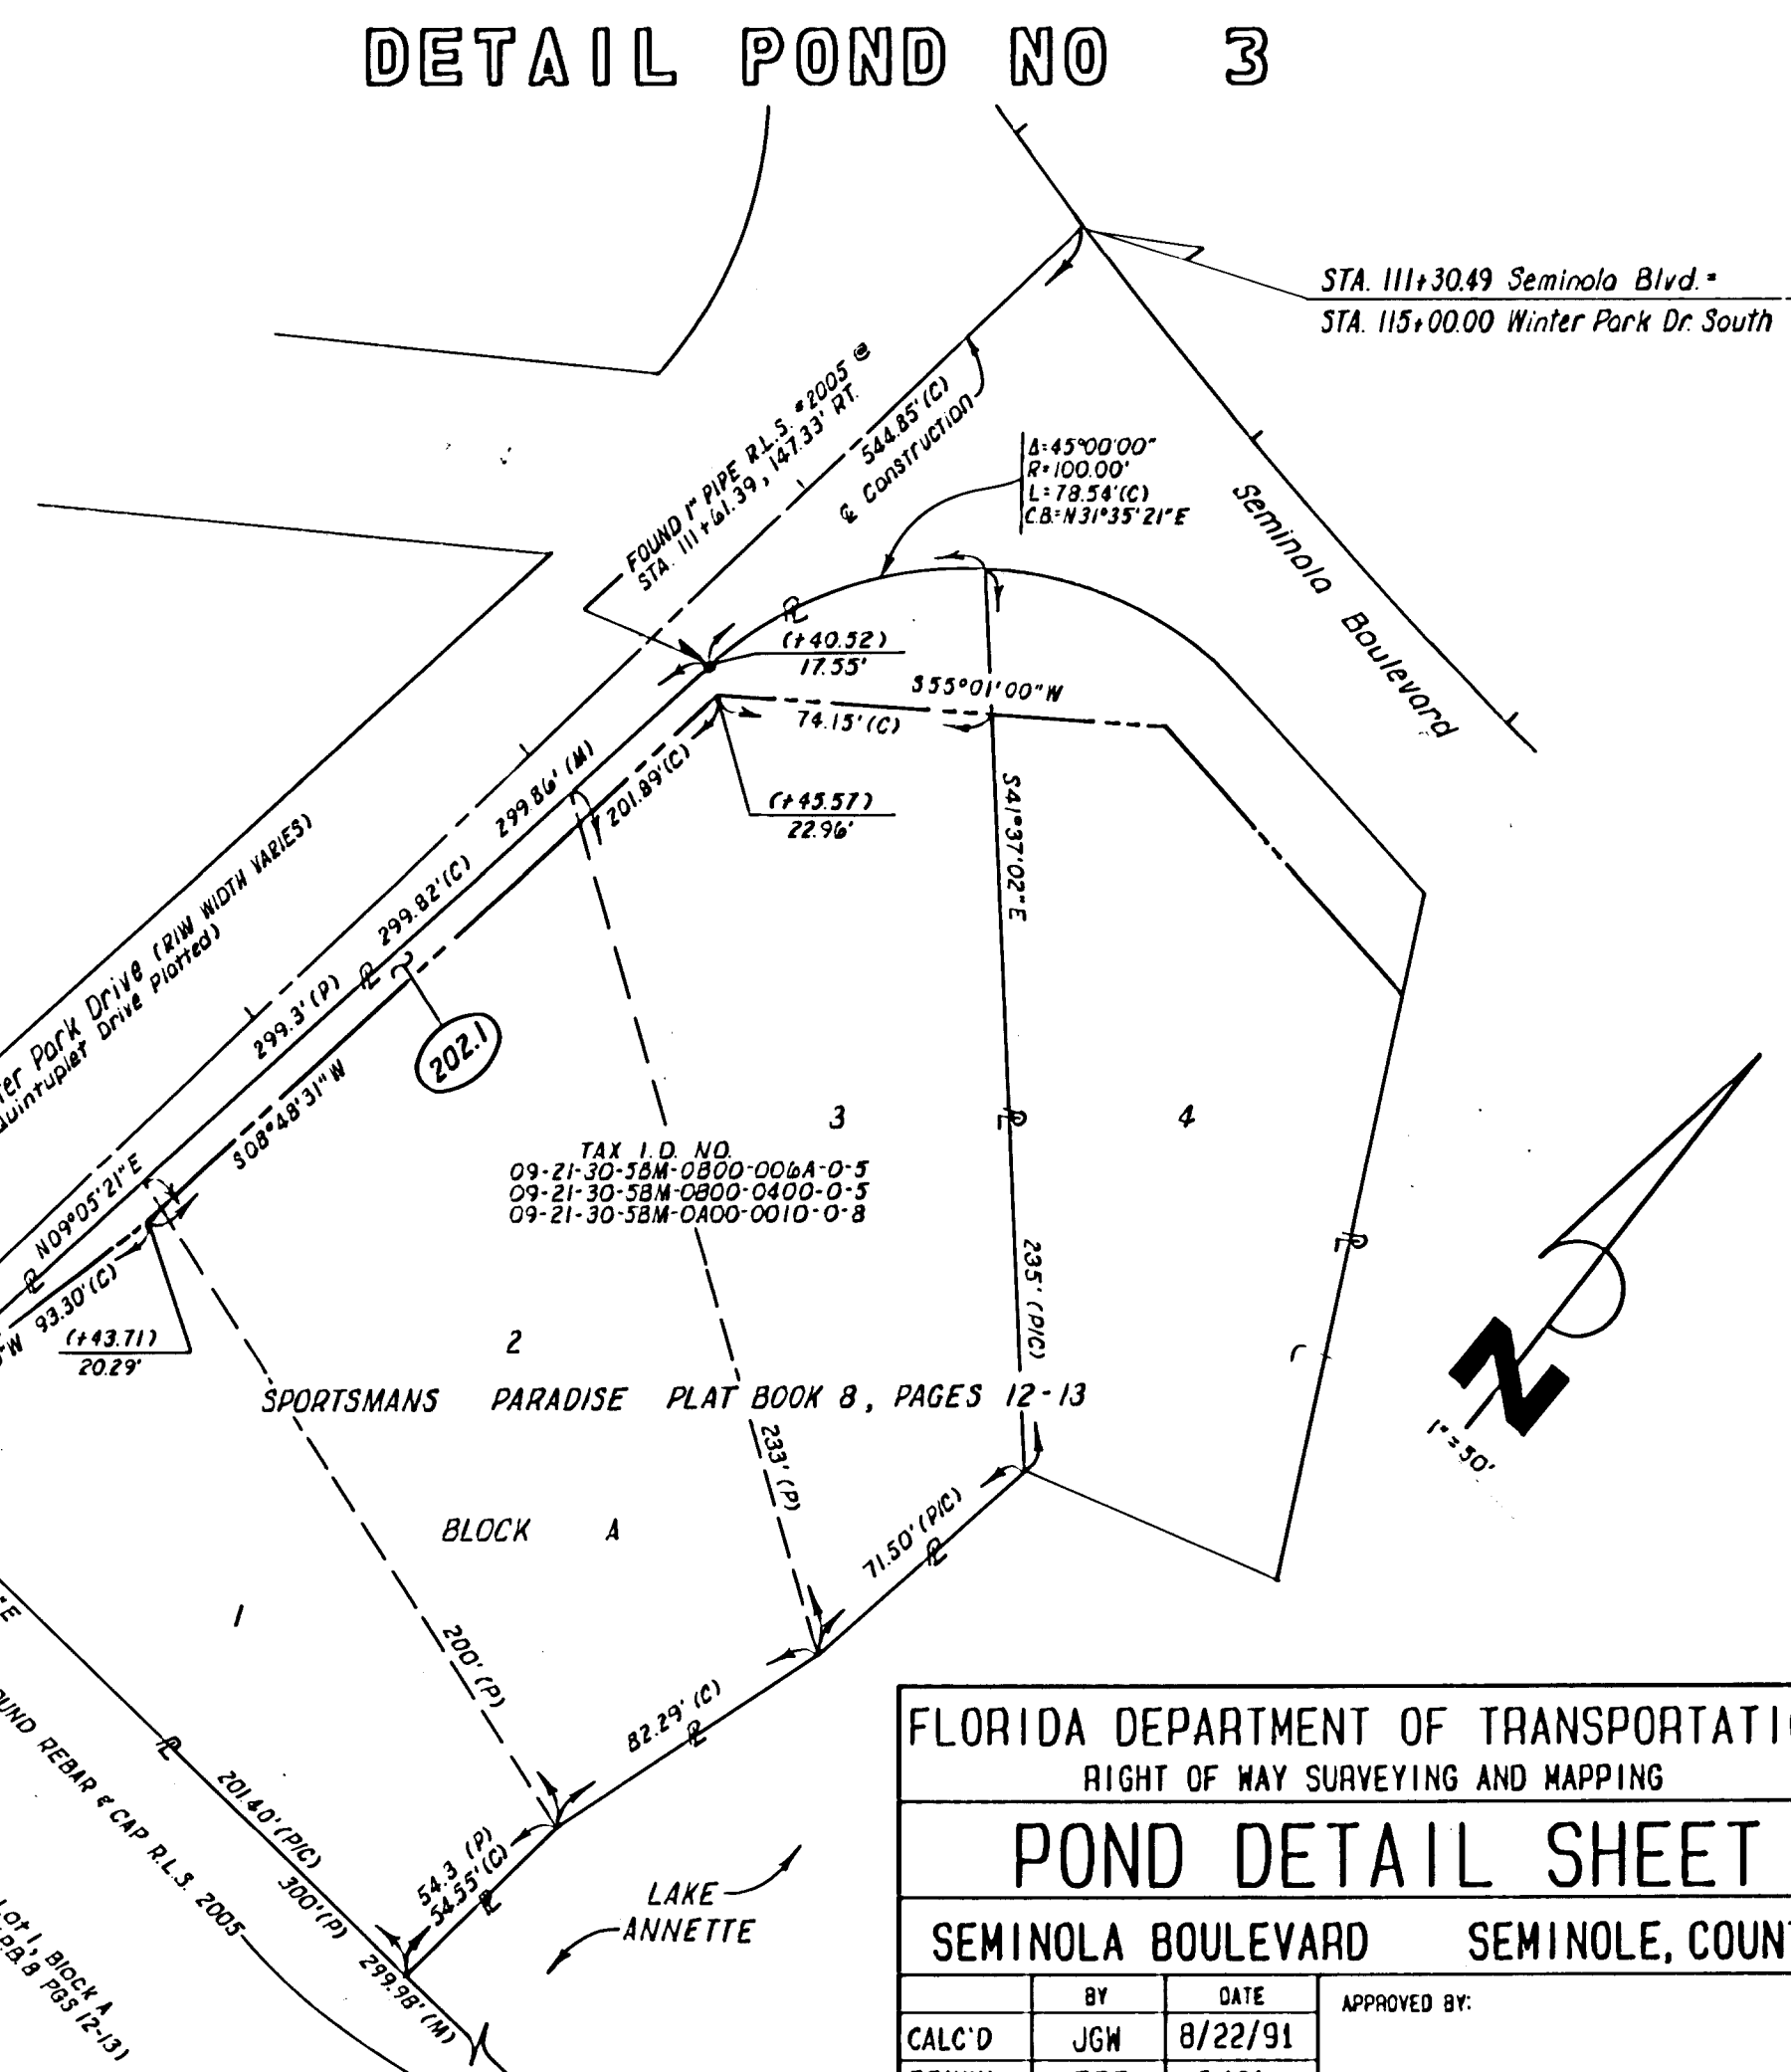 DETAIL POND NO 3
STA. 111+30.49 Seminola Blvd. =
STA. 115+00.00 Winter Park Dr. South
FOUND 1" PIPE R.L.S. #2005 @
STA. 111+61.39, 147.33' RT.
544.85' (C)
℄ Construction
Δ=45°00'00"
R=100.00'
L=78.54'(C)
C.B.=N31°35'21"E
Seminola Boulevard
(+40.52)
17.55'
S55°01'00"W
74.15' (C)
(+45.57)
22.96'
201.89'(C)
299.86' (M)
299.82'(C)
299.3' (P)
Park Drive (R/W WIDTH VARIES)
Quintuplet Drive Platted)
S41°37'02"E
202.1
S08°48'31"W
N09°05'21"E
93.30'(C)
(+43.71)
20.29'
3
4
TAX I.D. NO.
09-21-30-5BM-0B00-006A-0-5
09-21-30-5BM-0B00-0400-0-5
09-21-30-5BM-0A00-0010-0-8
235' (P/C)
2
SPORTSMANS PARADISE PLAT BOOK 8, PAGES 12-13
N
1"=50'
233' (P)
BLOCK A
71.50' (P/C)
1
200' (P)
82.29' (C)
REBAR & CAP R.L.S. 2005
201.40' (P/C)
300' (P)
299.98' (M)
54.3 (P)
54.55' (C)
LAKE
ANNETTE
Lot 1, BLOCK A
P.B.8 PGS 12-13)
FLORIDA DEPARTMENT OF
RIGHT OF WAY SURVEYING AND MAPPING
POND DETAIL SHEET
SEMINOLA BOULEVARD SEMINOLE,
BY DATE APPROVED BY:
CALC'D JGW 8/22/91